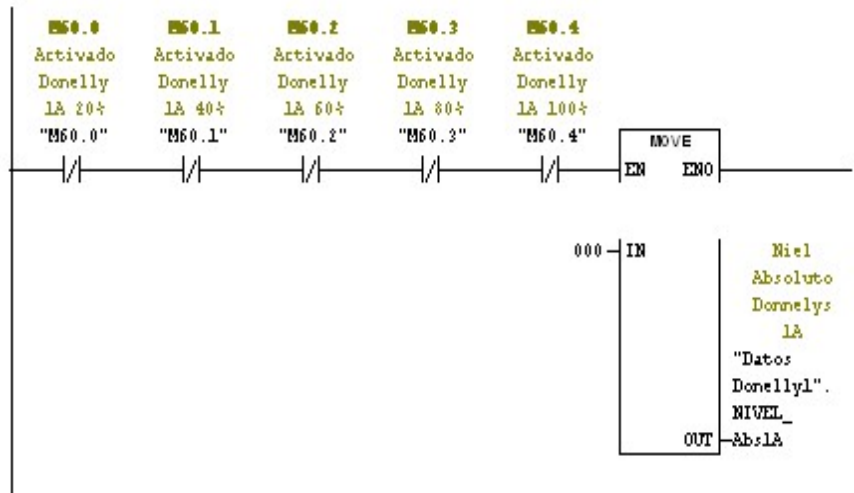 M60.0 M60.1 M60.2 M60.3 M60.4
Activado Activado Activado Activado Activado
Donelly Donelly Donelly Donelly Donelly
1A 20% 1A 40% 1A 60% 1A 80% 1A 100%
"M60.0" "M60.1" "M60.2" "M60.3" "M60.4"
MOVE
EN ENO
000 IN
Niel
Absoluto
Donnelys
1A
"Datos
Donelly1".
NIVEL_
OUT Abs1A